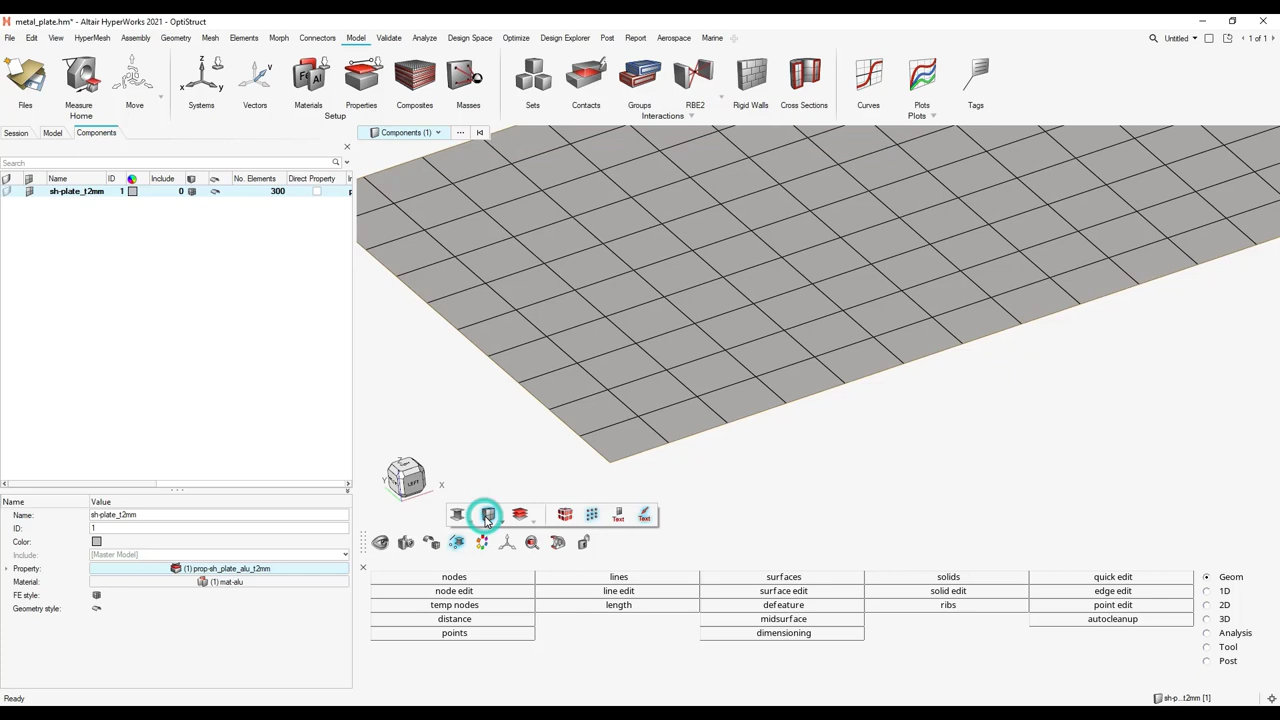 metal_plate.hm* - Altair HyperWorks 2021 - OptiStruct
File Edit View HyperMesh Assembly Geometry Mesh Elements Morph Connectors Model Validate Analyze Design Space Optimize Design Explorer Post Report Aerospace Marine Untitled 1 of 1
Files Measure Move Systems Vectors Materials Properties Composites Masses Sets Contacts Groups RBE2 Rigid Walls Cross Sections Curves Plots Tags
Home Setup Interactions Plots
Session Model Components
Components (1)
Search
Name ID Include No. Elements Direct Property
sh-plate_t2mm 1 0 300
Y X
LEFT
Text Text
Name Value
Name: sh-plate_t2mm
ID: 1
Color:
Include: [Master Model]
Property: (1) prop-sh_plate_alu_t2mm
Material: (1) mat-alu
FE style:
Geometry style:
nodes lines surfaces solids quick edit Geom
node edit line edit surface edit solid edit edge edit 1D
temp nodes length defeature ribs point edit 2D
distance midsurface autocleanup 3D
points dimensioning Analysis
Tool
Post
Ready sh-p...t2mm [1]